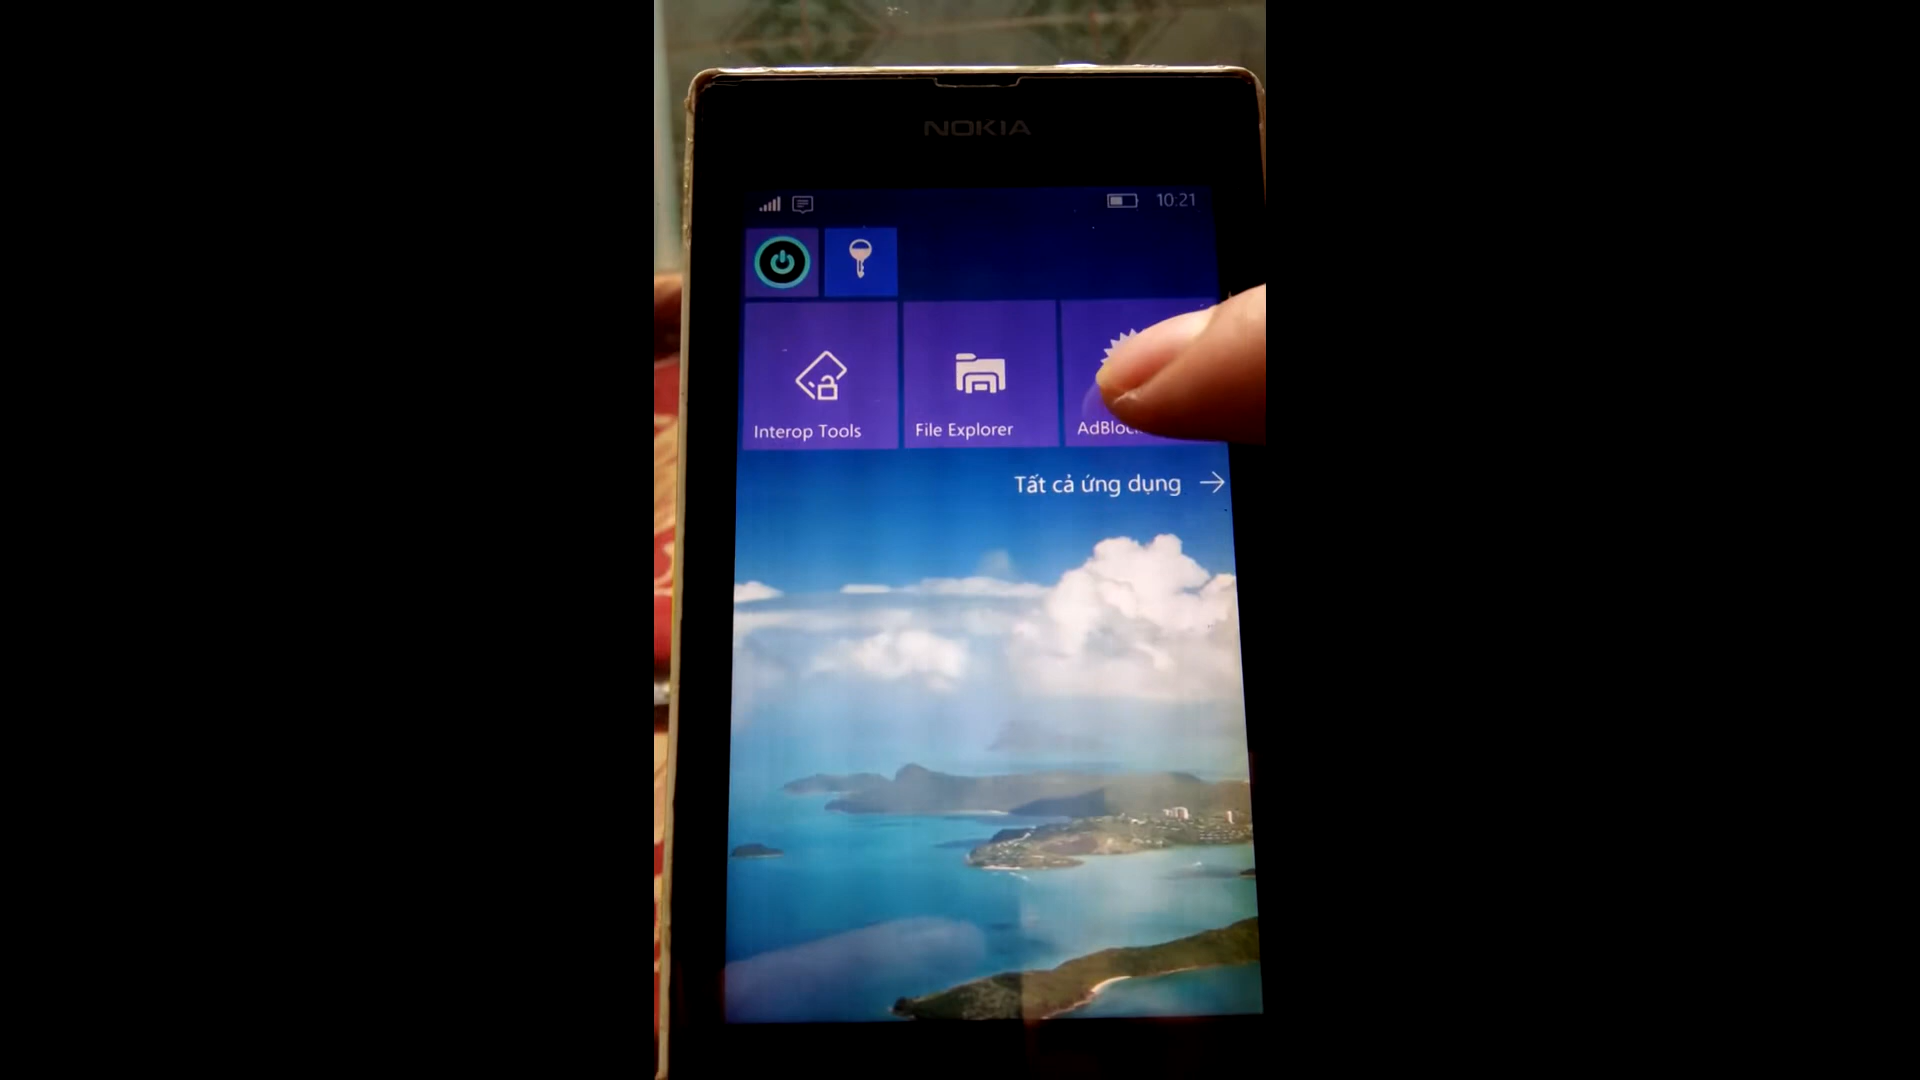 NOKIA
10:21
Interop Tools
File Explorer
Tất cả ứng dụng